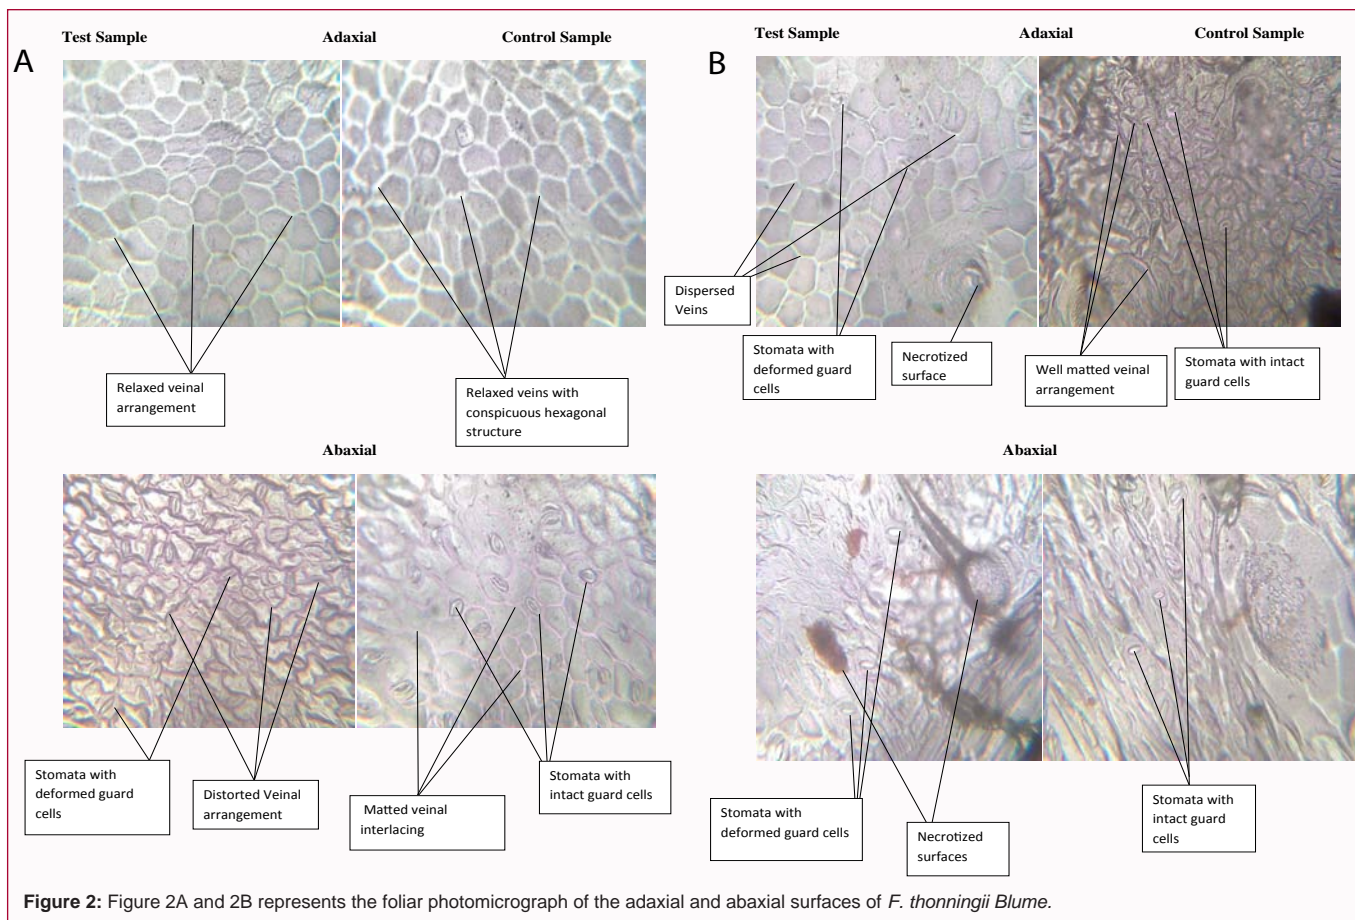 Test Sample Adaxial Control Sample
A
Relaxed veinal
arrangement
Relaxed veins with
conspicuous hexagonal
structure
Abaxial
Stomata with
deformed guard
cells
Distorted Veinal
arrangement
Matted veinal
interlacing
Stomata with
intact guard cells
Test Sample Adaxial Control Sample
B
Dispersed
Veins
Stomata with
deformed guard
cells
Necrotized
surface
Well matted veinal
arrangement
Stomata with intact
guard cells
Abaxial
Stomata with
deformed guard cells
Necrotized
surfaces
Stomata with
intact guard
cells
Figure 2: Figure 2A and 2B represents the foliar photomicrograph of the adaxial and abaxial surfaces of F. thonningii Blume.